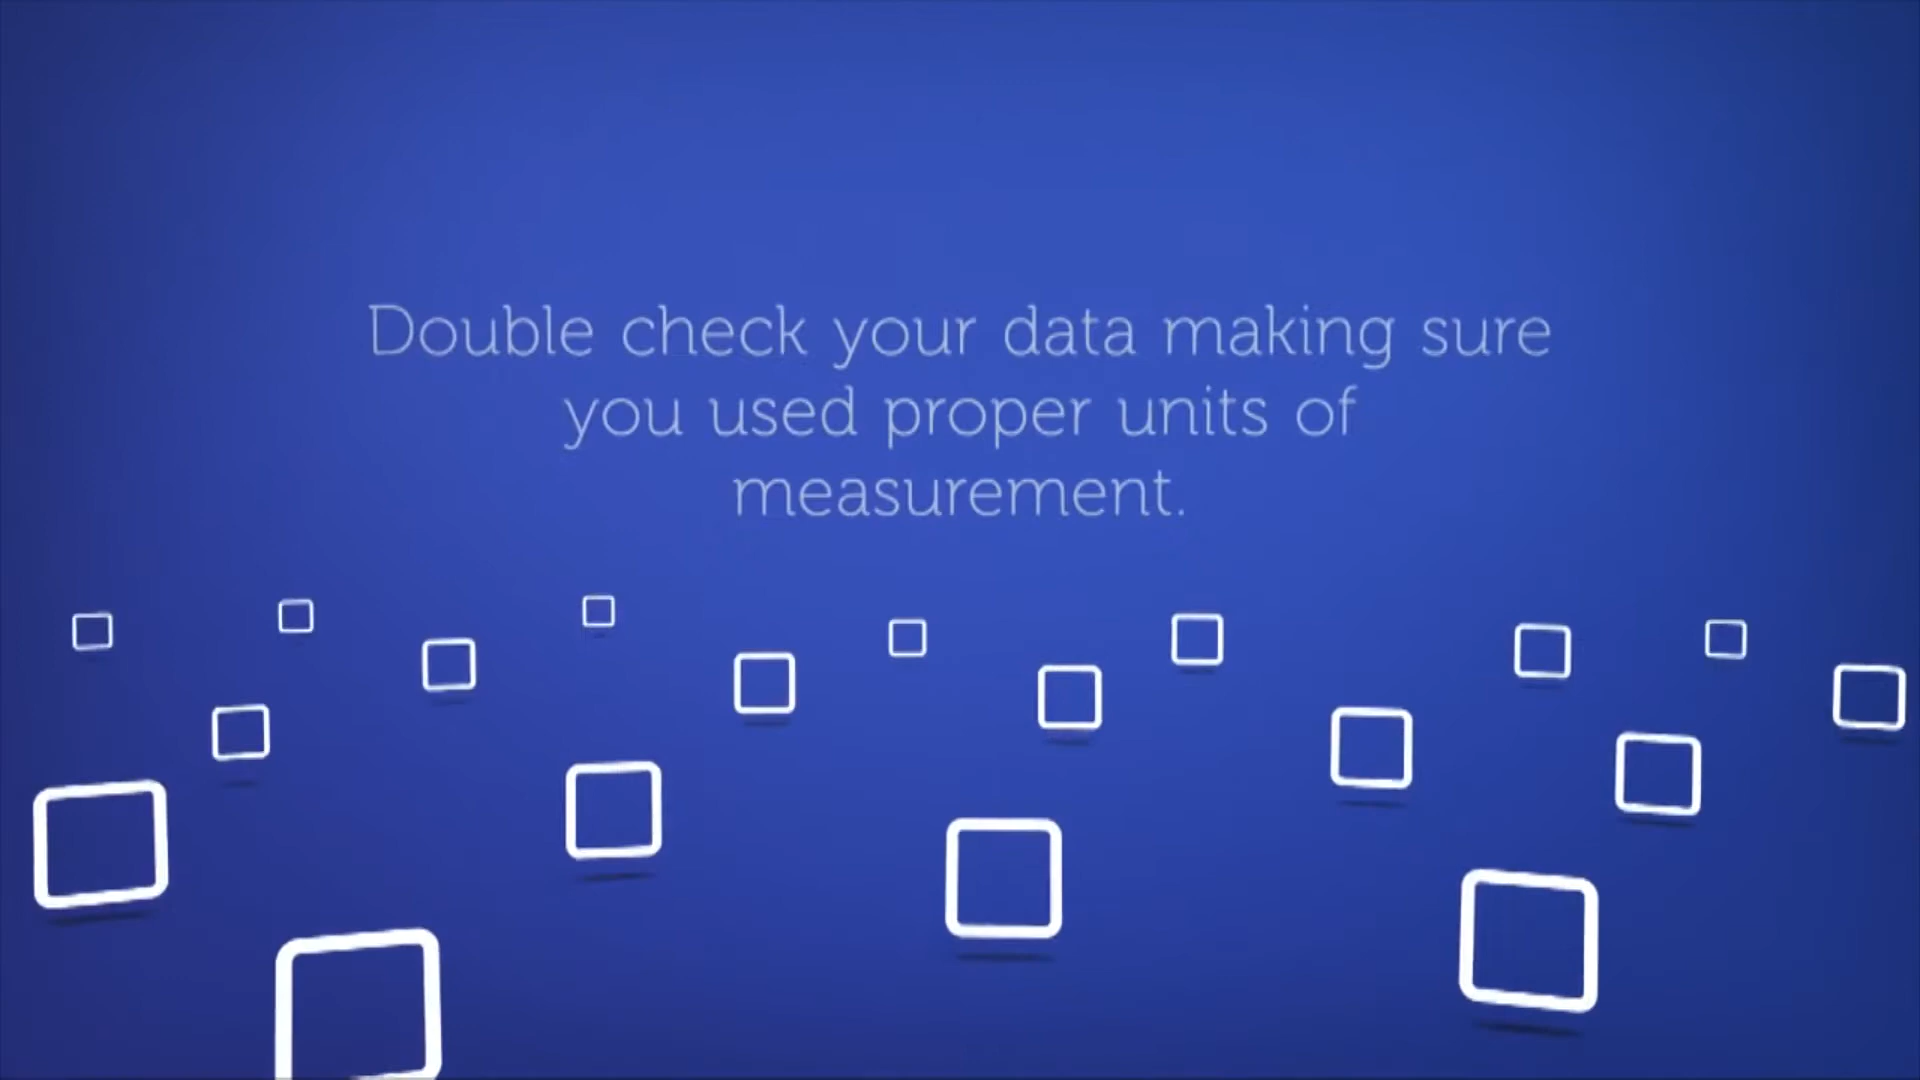 Double check your data making sure
you used proper units of
measurement.